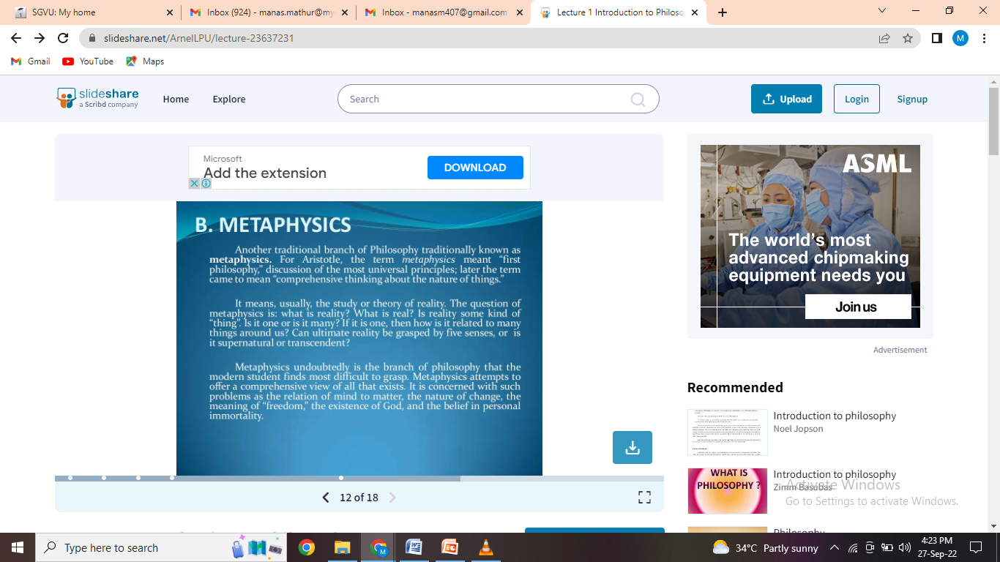 SGVU: My home
Inbox (924) - manas.mathur@my
Inbox - manasm407@gmail.com
Lecture 1 Introduction to Philoso
slideshare.net/ArnelLPU/lecture-23637231
M
Gmail
YouTube
Maps
slideshare
a Scribd company
Home
Explore
Search
Upload
Login
Signup
Microsoft
Add the extension
DOWNLOAD
B. METAPHYSICS
Another traditional branch of Philosophy traditionally known as
metaphysics. For Aristotle, the term metaphysics meant “first
philosophy,” discussion of the most universal principles; later the term
came to mean “comprehensive thinking about the nature of things.”
It means, usually, the study or theory of reality. The question of
metaphysics is: what is reality? What is real? Is reality some kind of
“thing”. Is it one or is it many? If it is one, then how is it related to many
things around us? Can ultimate reality be grasped by five senses, or is
it supernatural or transcendent?
Metaphysics undoubtedly is the branch of philosophy that the
modern student finds most difficult to grasp. Metaphysics attempts to
offer a comprehensive view of all that exists. It is concerned with such
problems as the relation of mind to matter, the nature of change, the
meaning of “freedom,” the existence of God, and the belief in personal
immortality.
12 of 18
ASML
The world's most
advanced chipmaking
equipment needs you
Join us
Advertisement
Recommended
Introduction to philosophy
Noel Jopson
WHAT IS
PHILOSOPHY ?
Introduction to philosophy
Zimm Basubas
Philosophy
Activate Windows
Go to Settings to activate Windows.
Type here to search
34°C Partly sunny
4:23 PM
27-Sep-22